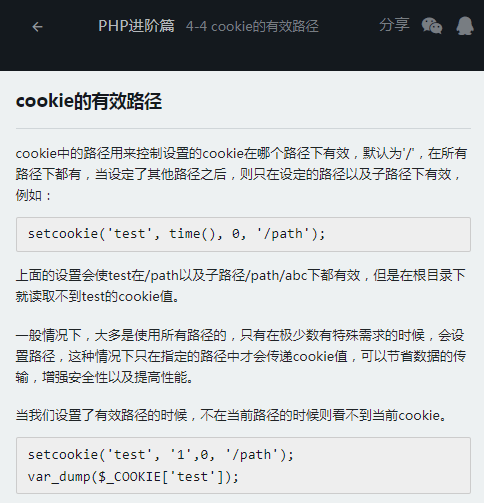 PHP进阶篇 4-4 cookie的有效路径 分享
cookie的有效路径
cookie中的路径用来控制设置的cookie在哪个路径下有效，默认为'/'，在所有
路径下都有，当设定了其他路径之后，则只在设定的路径以及子路径下有效，
例如：
setcookie('test', time(), 0, '/path');
上面的设置会使test在/path以及子路径/path/abc下都有效，但是在根目录下
就读取不到test的cookie值。
一般情况下，大多是使用所有路径的，只有在极少数有特殊需求的时候，会设
置路径，这种情况下只在指定的路径中才会传递cookie值，可以节省数据的传
输，增强安全性以及提高性能。
当我们设置了有效路径的时候，不在当前路径的时候则看不到当前cookie。
setcookie('test', '1',0, '/path');
var_dump($_COOKIE['test']);